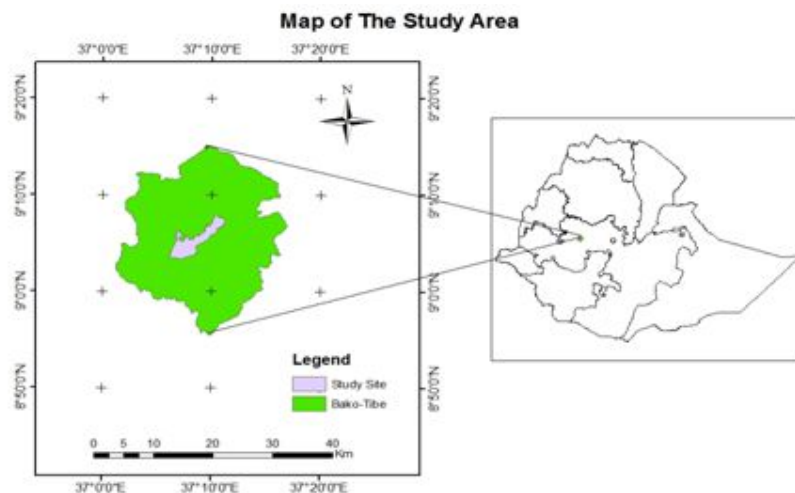 Map of The Study Area
37°0'0"E 37°10'0"E 37°20'0"E
9°20'0"N 9°20'0"N
N
9°10'0"N 9°10'0"N
9°0'0"N 9°0'0"N
Legend
Study Site
Bako-Tibe
8°50'0"N 8°50'0"N
0 5 10 20 30 40
Km
37°0'0"E 37°10'0"E 37°20'0"E